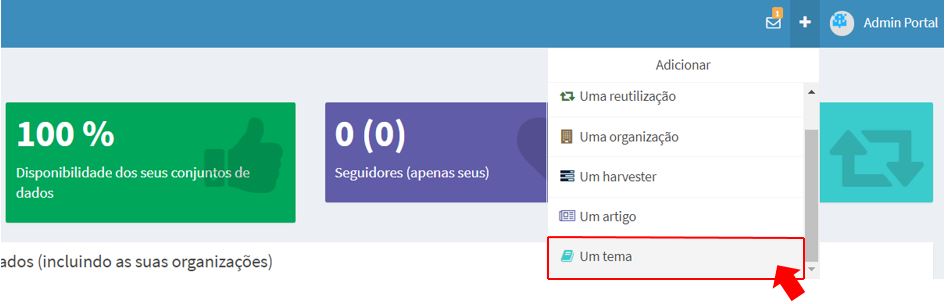 1
Admin Portal
Adicionar
Uma reutilização
Uma organização
Um harvester
Um artigo
Um tema
100 %
Disponibilidade dos seus conjuntos de
dados
0 (0)
Seguidores (apenas seus)
ados (incluindo as suas organizações)